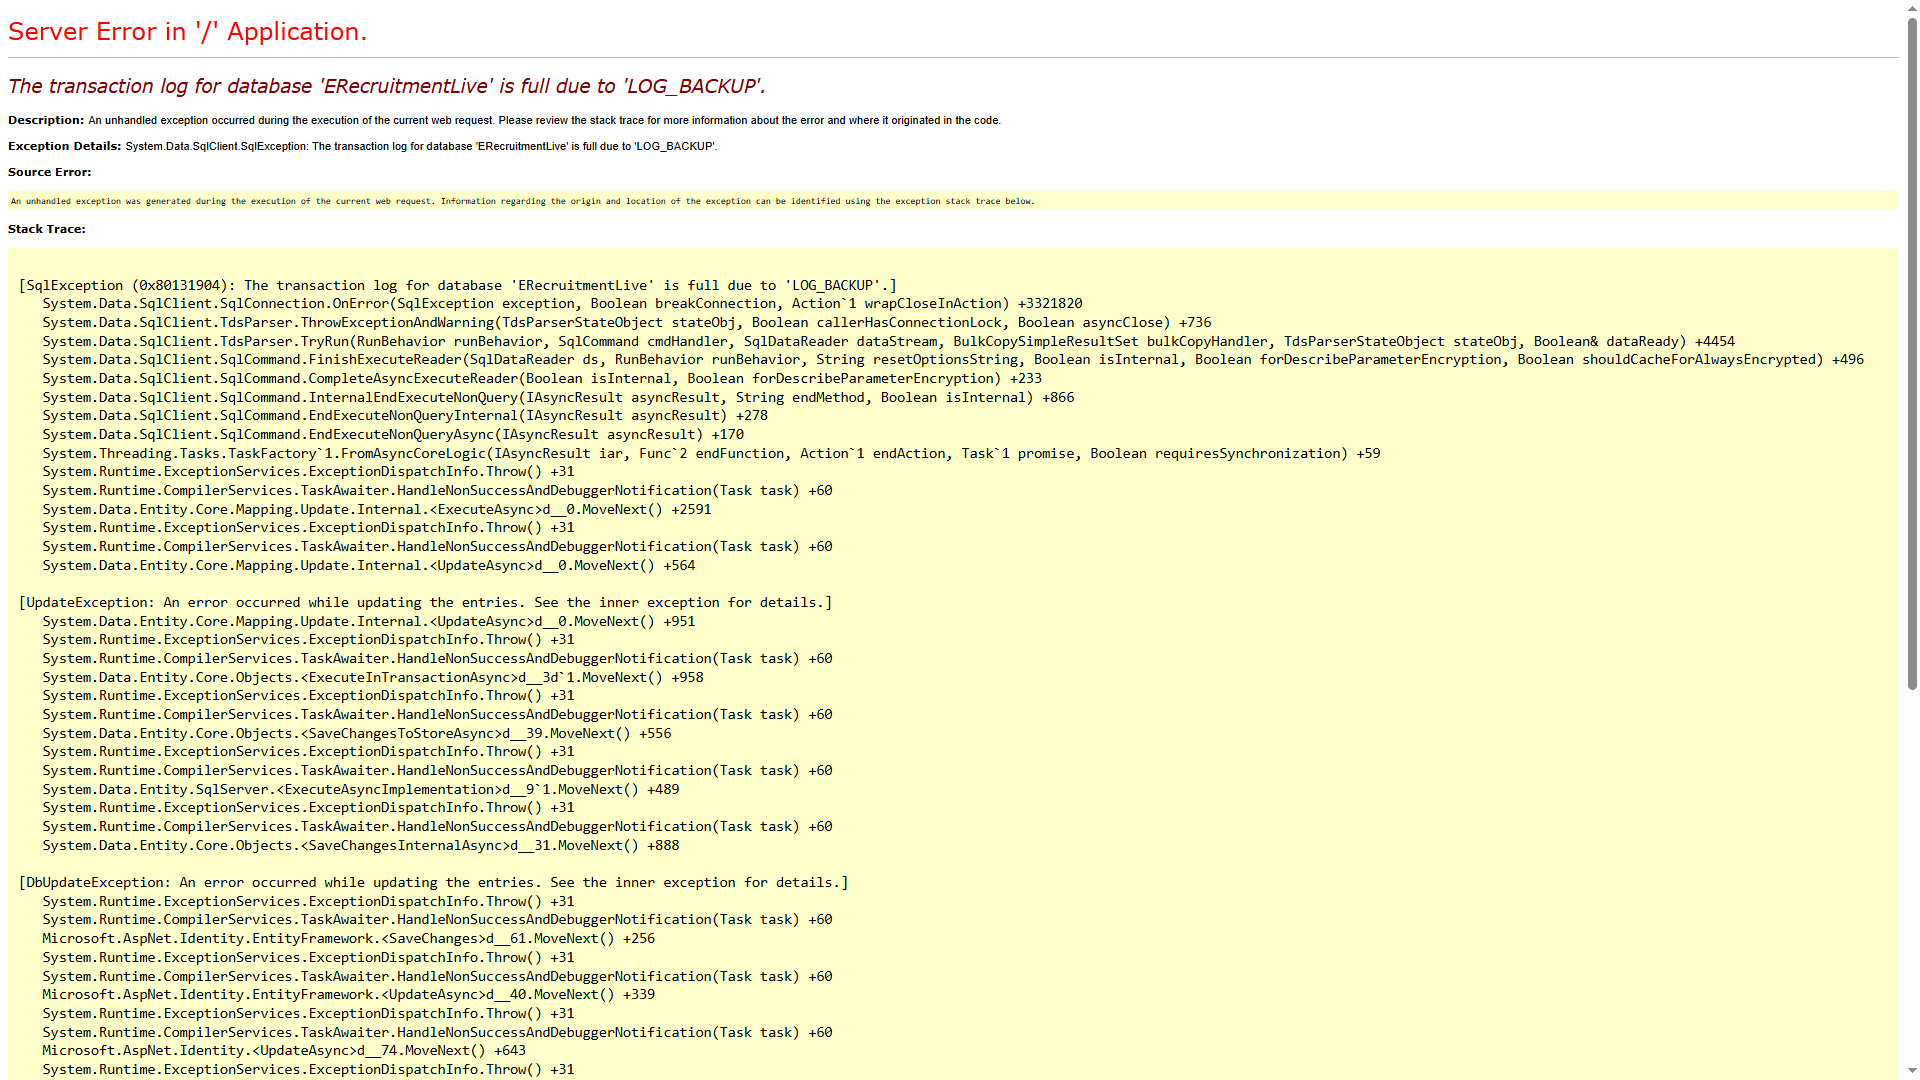 Server Error in '/' Application.
The transaction log for database 'ERecruitmentLive' is full due to 'LOG_BACKUP'.
Description: An unhandled exception occurred during the execution of the current web request. Please review the stack trace for more information about the error and where it originated in the code.
Exception Details: System.Data.SqlClient.SqlException: The transaction log for database 'ERecruitmentLive' is full due to 'LOG_BACKUP'.
Source Error:
An unhandled exception was generated during the execution of the current web request. Information regarding the origin and location of the exception can be identified using the exception stack trace below.
Stack Trace:
[SqlException (0x80131904): The transaction log for database 'ERecruitmentLive' is full due to 'LOG_BACKUP'.]
System.Data.SqlClient.SqlConnection.OnError(SqlException exception, Boolean breakConnection, Action`1 wrapCloseInAction) +3321820
System.Data.SqlClient.TdsParser.ThrowExceptionAndWarning(TdsParserStateObject stateObj, Boolean callerHasConnectionLock, Boolean asyncClose) +736
System.Data.SqlClient.TdsParser.TryRun(RunBehavior runBehavior, SqlCommand cmdHandler, SqlDataReader dataStream, BulkCopySimpleResultSet bulkCopyHandler, TdsParserStateObject stateObj, Boolean& dataReady) +4454
System.Data.SqlClient.SqlCommand.FinishExecuteReader(SqlDataReader ds, RunBehavior runBehavior, String resetOptionsString, Boolean isInternal, Boolean forDescribeParameterEncryption, Boolean shouldCacheForAlwaysEncrypted) +496
System.Data.SqlClient.SqlCommand.CompleteAsyncExecuteReader(Boolean isInternal, Boolean forDescribeParameterEncryption) +233
System.Data.SqlClient.SqlCommand.InternalEndExecuteNonQuery(IAsyncResult asyncResult, String endMethod, Boolean isInternal) +866
System.Data.SqlClient.SqlCommand.EndExecuteNonQueryInternal(IAsyncResult asyncResult) +278
System.Data.SqlClient.SqlCommand.EndExecuteNonQueryAsync(IAsyncResult asyncResult) +170
System.Threading.Tasks.TaskFactory`1.FromAsyncCoreLogic(IAsyncResult iar, Func`2 endFunction, Action`1 endAction, Task`1 promise, Boolean requiresSynchronization) +59
System.Runtime.ExceptionServices.ExceptionDispatchInfo.Throw() +31
System.Runtime.CompilerServices.TaskAwaiter.HandleNonSuccessAndDebuggerNotification(Task task) +60
System.Data.Entity.Core.Mapping.Update.Internal.<ExecuteAsync>d__0.MoveNext() +2591
System.Runtime.ExceptionServices.ExceptionDispatchInfo.Throw() +31
System.Runtime.CompilerServices.TaskAwaiter.HandleNonSuccessAndDebuggerNotification(Task task) +60
System.Data.Entity.Core.Mapping.Update.Internal.<UpdateAsync>d__0.MoveNext() +564
[UpdateException: An error occurred while updating the entries. See the inner exception for details.]
System.Data.Entity.Core.Mapping.Update.Internal.<UpdateAsync>d__0.MoveNext() +951
System.Runtime.ExceptionServices.ExceptionDispatchInfo.Throw() +31
System.Runtime.CompilerServices.TaskAwaiter.HandleNonSuccessAndDebuggerNotification(Task task) +60
System.Data.Entity.Core.Objects.<ExecuteInTransactionAsync>d__3d`1.MoveNext() +958
System.Runtime.ExceptionServices.ExceptionDispatchInfo.Throw() +31
System.Runtime.CompilerServices.TaskAwaiter.HandleNonSuccessAndDebuggerNotification(Task task) +60
System.Data.Entity.Core.Objects.<SaveChangesToStoreAsync>d__39.MoveNext() +556
System.Runtime.ExceptionServices.ExceptionDispatchInfo.Throw() +31
System.Runtime.CompilerServices.TaskAwaiter.HandleNonSuccessAndDebuggerNotification(Task task) +60
System.Data.Entity.SqlServer.<ExecuteAsyncImplementation>d__9`1.MoveNext() +489
System.Runtime.ExceptionServices.ExceptionDispatchInfo.Throw() +31
System.Runtime.CompilerServices.TaskAwaiter.HandleNonSuccessAndDebuggerNotification(Task task) +60
System.Data.Entity.Core.Objects.<SaveChangesInternalAsync>d__31.MoveNext() +888
[DbUpdateException: An error occurred while updating the entries. See the inner exception for details.]
System.Runtime.ExceptionServices.ExceptionDispatchInfo.Throw() +31
System.Runtime.CompilerServices.TaskAwaiter.HandleNonSuccessAndDebuggerNotification(Task task) +60
Microsoft.AspNet.Identity.EntityFramework.<SaveChanges>d__61.MoveNext() +256
System.Runtime.ExceptionServices.ExceptionDispatchInfo.Throw() +31
System.Runtime.CompilerServices.TaskAwaiter.HandleNonSuccessAndDebuggerNotification(Task task) +60
Microsoft.AspNet.Identity.EntityFramework.<UpdateAsync>d__40.MoveNext() +339
System.Runtime.ExceptionServices.ExceptionDispatchInfo.Throw() +31
System.Runtime.CompilerServices.TaskAwaiter.HandleNonSuccessAndDebuggerNotification(Task task) +60
Microsoft.AspNet.Identity.<UpdateAsync>d__74.MoveNext() +643
System.Runtime.ExceptionServices.ExceptionDispatchInfo.Throw() +31